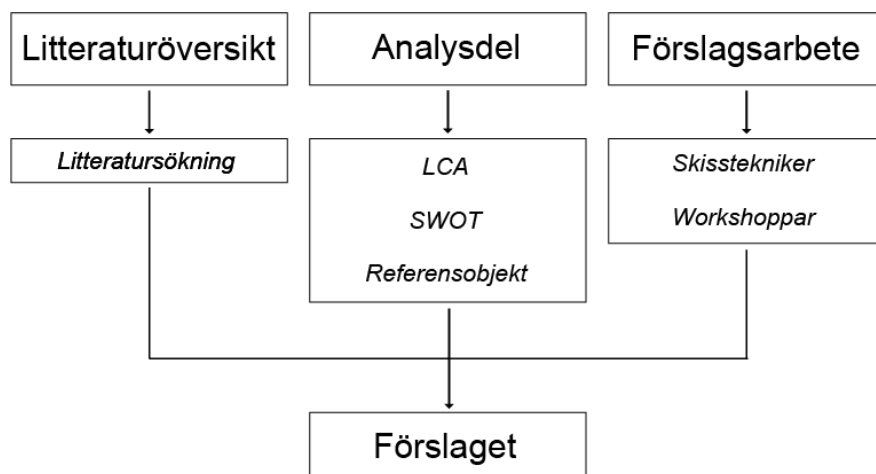 Litteraturöversikt
Analysdel
Förslagsarbete
Litteratursökning
LCA
SWOT
Referensobjekt
Skisstekniker
Workshoppar
Förslaget